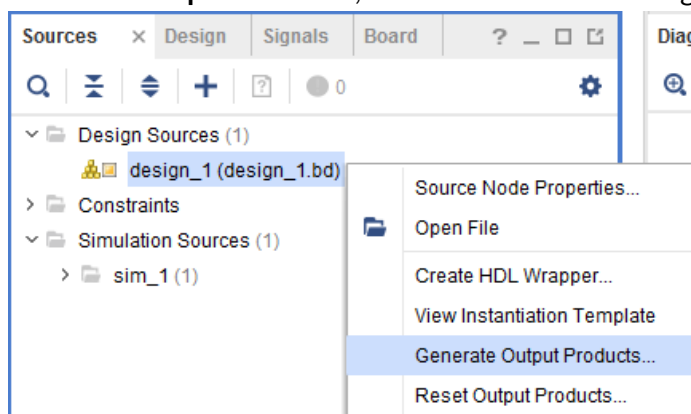 Sources × Design Signals Board ? Diag
0
Design Sources (1)
design_1 (design_1.bd)
Constraints
Simulation Sources (1)
sim_1 (1)
Source Node Properties...
Open File
Create HDL Wrapper...
View Instantiation Template
Generate Output Products...
Reset Output Products...